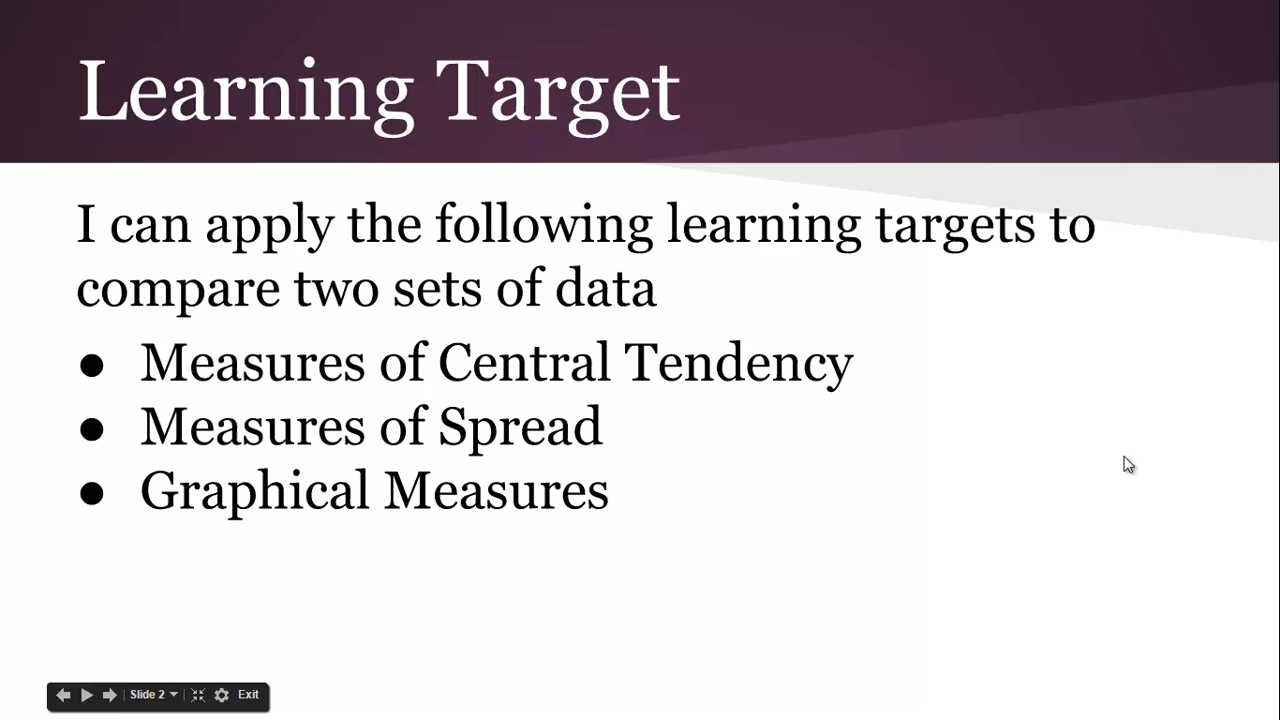 Learning Target
I can apply the following learning targets to
compare two sets of data
● Measures of Central Tendency
● Measures of Spread
● Graphical Measures
Slide 2 Exit